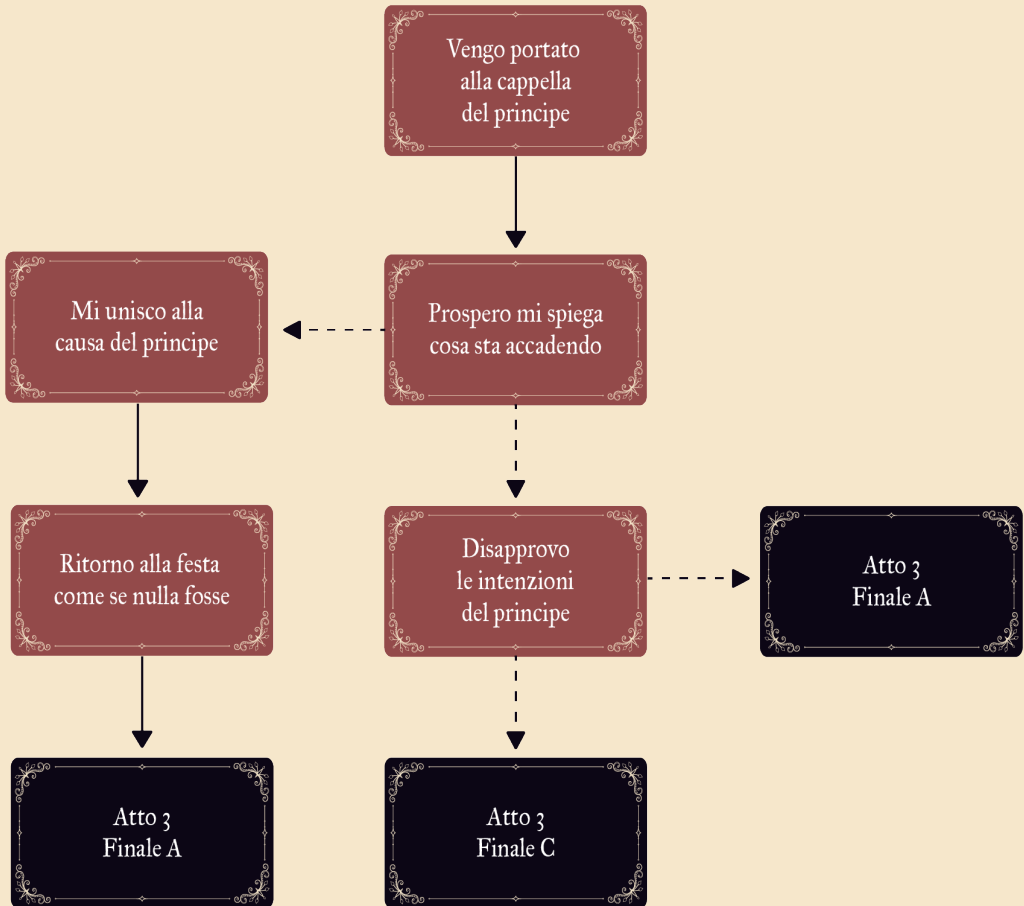 Vengo portato
alla cappella
del principe
Mi unisco alla
causa del principe
Prospero mi spiega
cosa sta accadendo
Ritorno alla festa
come se nulla fosse
Disapprovo
le intenzioni
del principe
Atto 3
Finale A
Atto 3
Finale A
Atto 3
Finale C